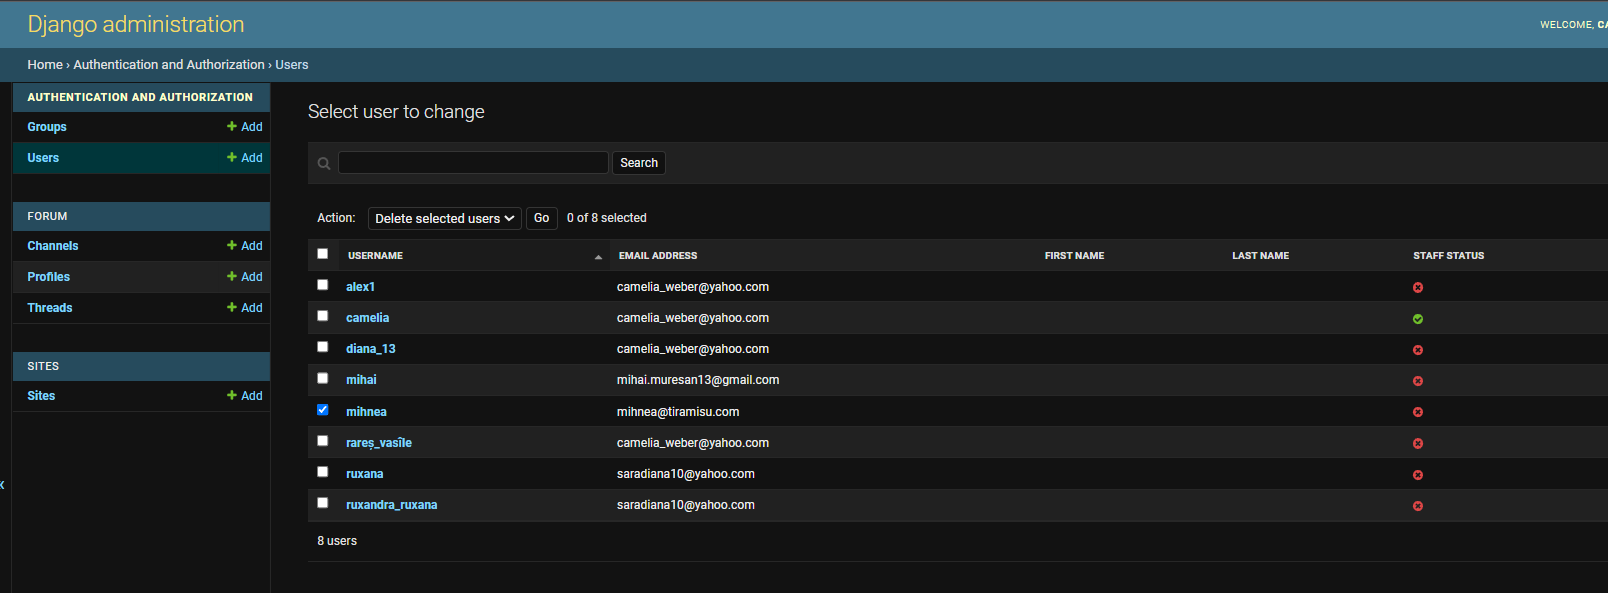 Django administration
WELCOME,
Home › Authentication and Authorization › Users
AUTHENTICATION AND AUTHORIZATION
Groups + Add
Users + Add
FORUM
Channels + Add
Profiles + Add
Threads + Add
SITES
Sites + Add
Select user to change
Search
Action: Delete selected users Go 0 of 8 selected
USERNAME EMAIL ADDRESS FIRST NAME LAST NAME STAFF STATUS
alex1 camelia_weber@yahoo.com
camelia camelia_weber@yahoo.com
diana_13 camelia_weber@yahoo.com
mihai mihai.muresan13@gmail.com
mihnea mihnea@tiramisu.com
rareș_vasîle camelia_weber@yahoo.com
ruxana saradiana10@yahoo.com
ruxandra_ruxana saradiana10@yahoo.com
8 users